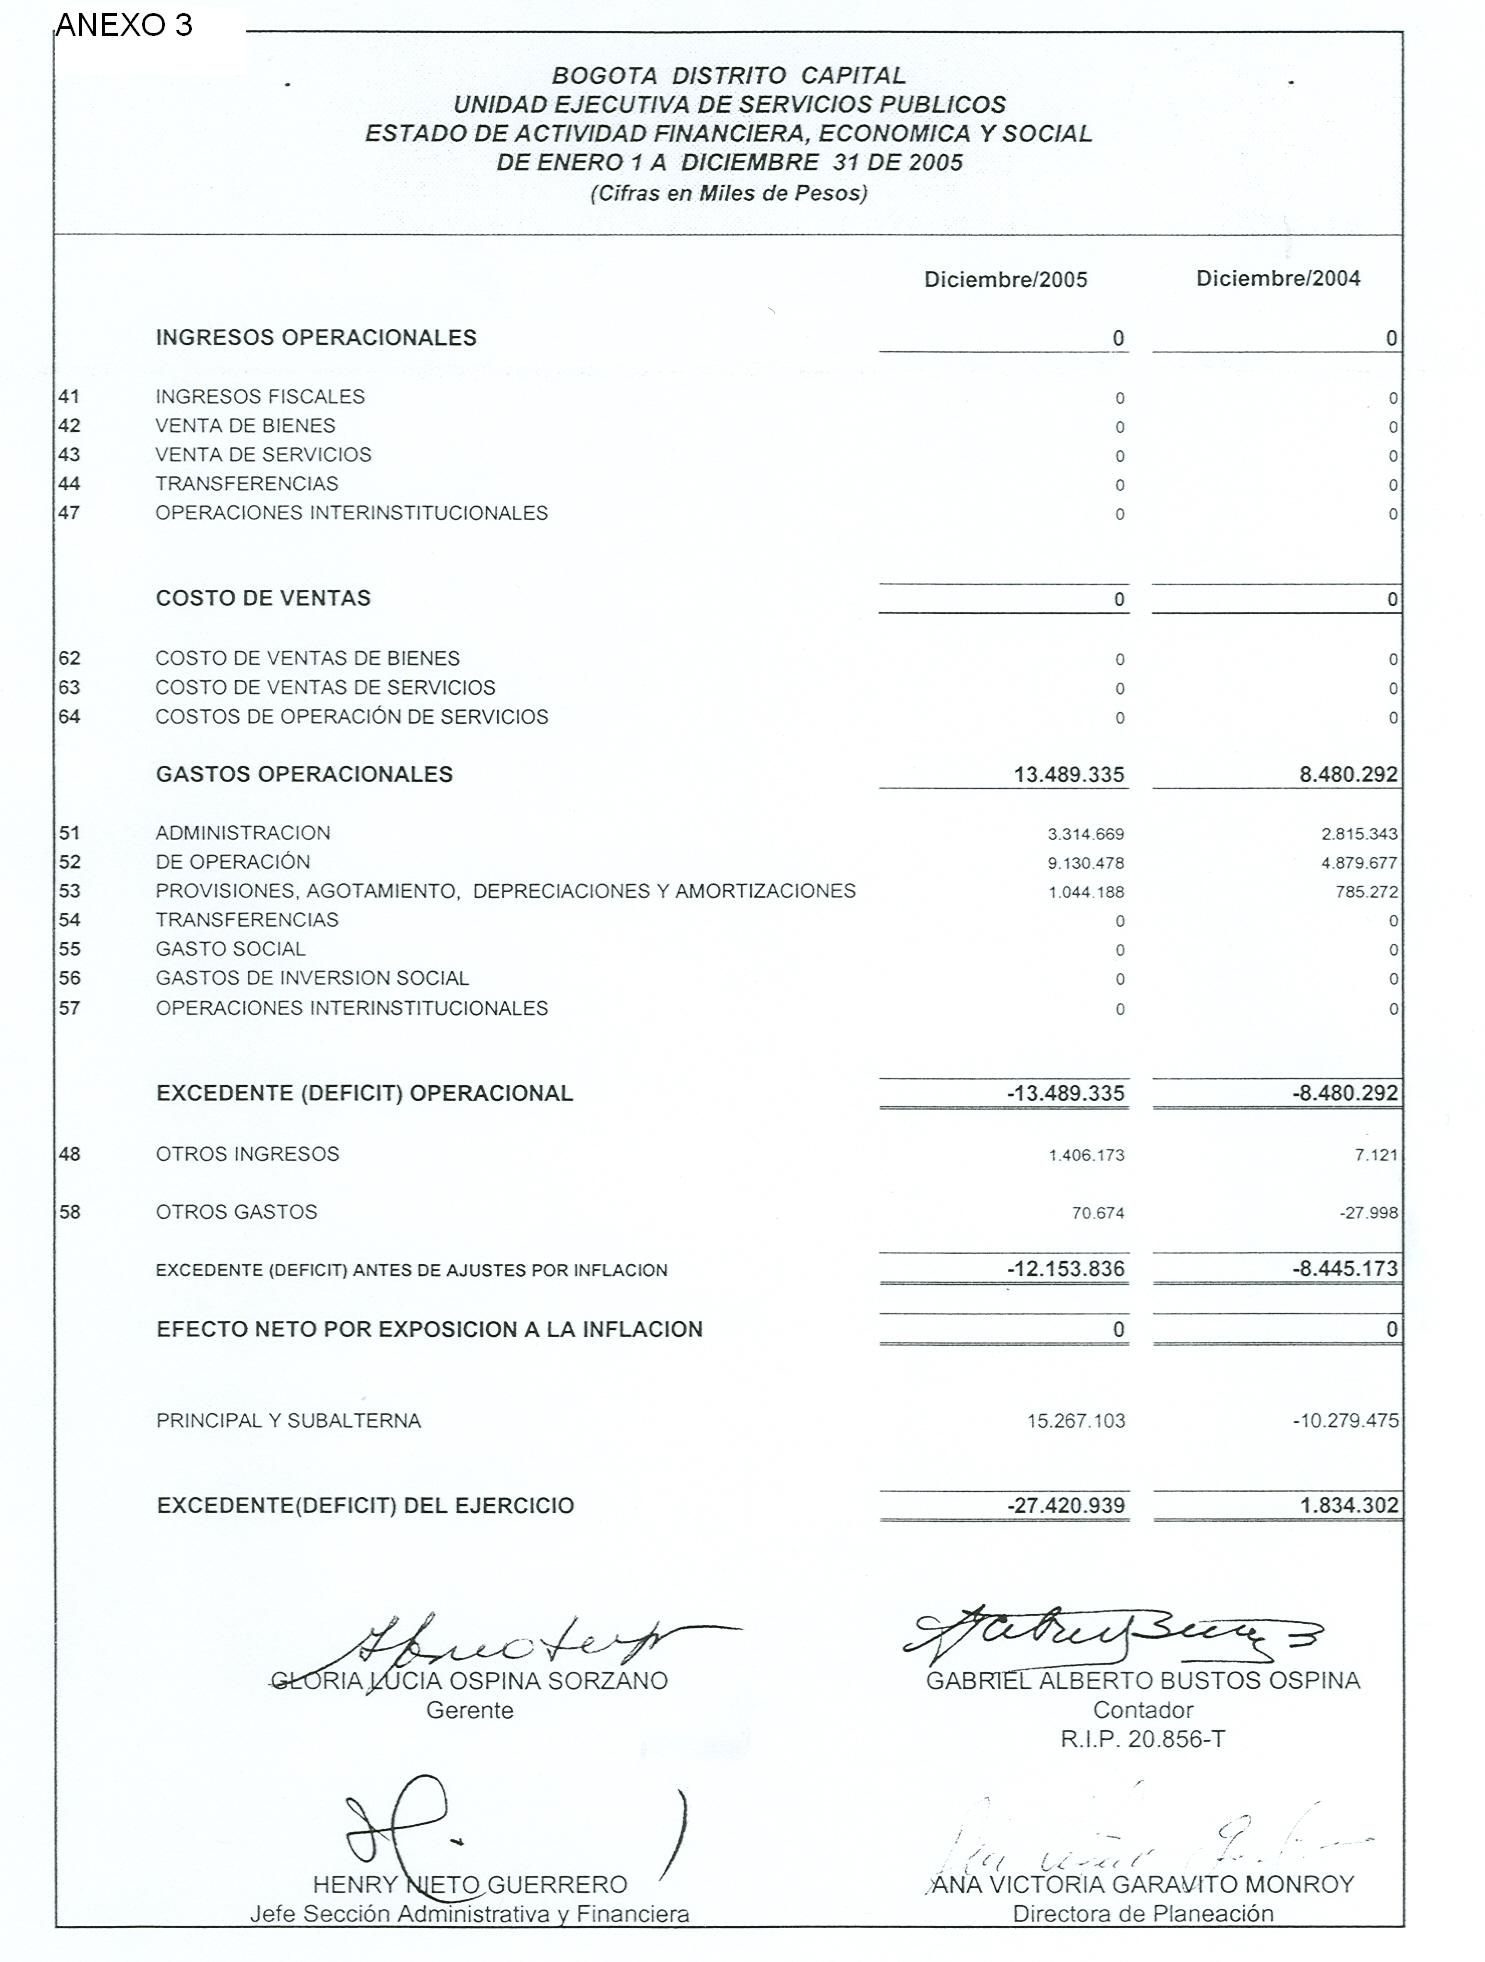 ANEXO 3
BOGOTA DISTRITO CAPITAL
UNIDAD EJECUTIVA DE SERVICIOS PUBLICOS
ESTADO DE ACTIVIDAD FINANCIERA, ECONOMICA Y SOCIAL
DE ENERO 1 A DICIEMBRE 31 DE 2005
(Cifras en Miles de Pesos)
Diciembre/2005 Diciembre/2004
INGRESOS OPERACIONALES 0 0
41 INGRESOS FISCALES 0 0
42 VENTA DE BIENES 0 0
43 VENTA DE SERVICIOS 0 0
44 TRANSFERENCIAS 0 0
47 OPERACIONES INTERINSTITUCIONALES 0 0
COSTO DE VENTAS 0 0
62 COSTO DE VENTAS DE BIENES 0 0
63 COSTO DE VENTAS DE SERVICIOS 0 0
64 COSTOS DE OPERACIÓN DE SERVICIOS 0 0
GASTOS OPERACIONALES 13.489.335 8.480.292
51 ADMINISTRACION 3.314.669 2.815.343
52 DE OPERACIÓN 9.130.478 4.879.677
53 PROVISIONES, AGOTAMIENTO, DEPRECIACIONES Y AMORTIZACIONES 1.044.188 785.272
54 TRANSFERENCIAS 0 0
55 GASTO SOCIAL 0 0
56 GASTOS DE INVERSION SOCIAL 0 0
57 OPERACIONES INTERINSTITUCIONALES 0 0
EXCEDENTE (DEFICIT) OPERACIONAL -13.489.335 -8.480.292
48 OTROS INGRESOS 1.406.173 7.121
58 OTROS GASTOS 70.674 -27.998
EXCEDENTE (DEFICIT) ANTES DE AJUSTES POR INFLACION -12.153.836 -8.445.173
EFECTO NETO POR EXPOSICION A LA INFLACION 0 0
PRINCIPAL Y SUBALTERNA 15.267.103 -10.279.475
EXCEDENTE(DEFICIT) DEL EJERCICIO -27.420.939 1.834.302
GLORIA LUCIA OSPINA SORZANO GABRIEL ALBERTO BUSTOS OSPINA
Gerente Contador
R.I.P. 20.856-T
HENRY NIETO GUERRERO ANA VICTORIA GARAVITO MONROY
Jefe Sección Administrativa y Financiera Directora de Planeación